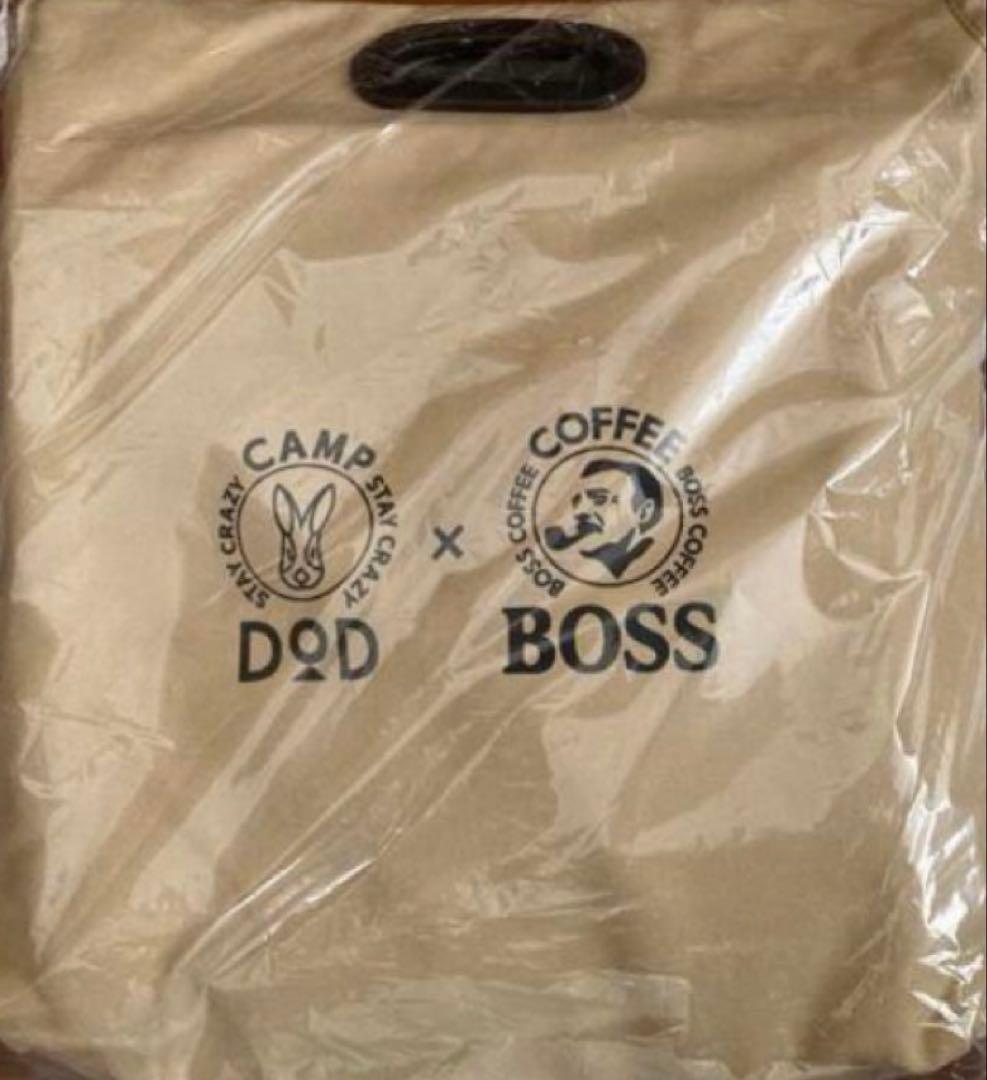 CAMP
STAY CRAZY
STAY CRAZY
DOD
×
COFFEE
BOSS COFFEE
BOSS COFFEE
BOSS